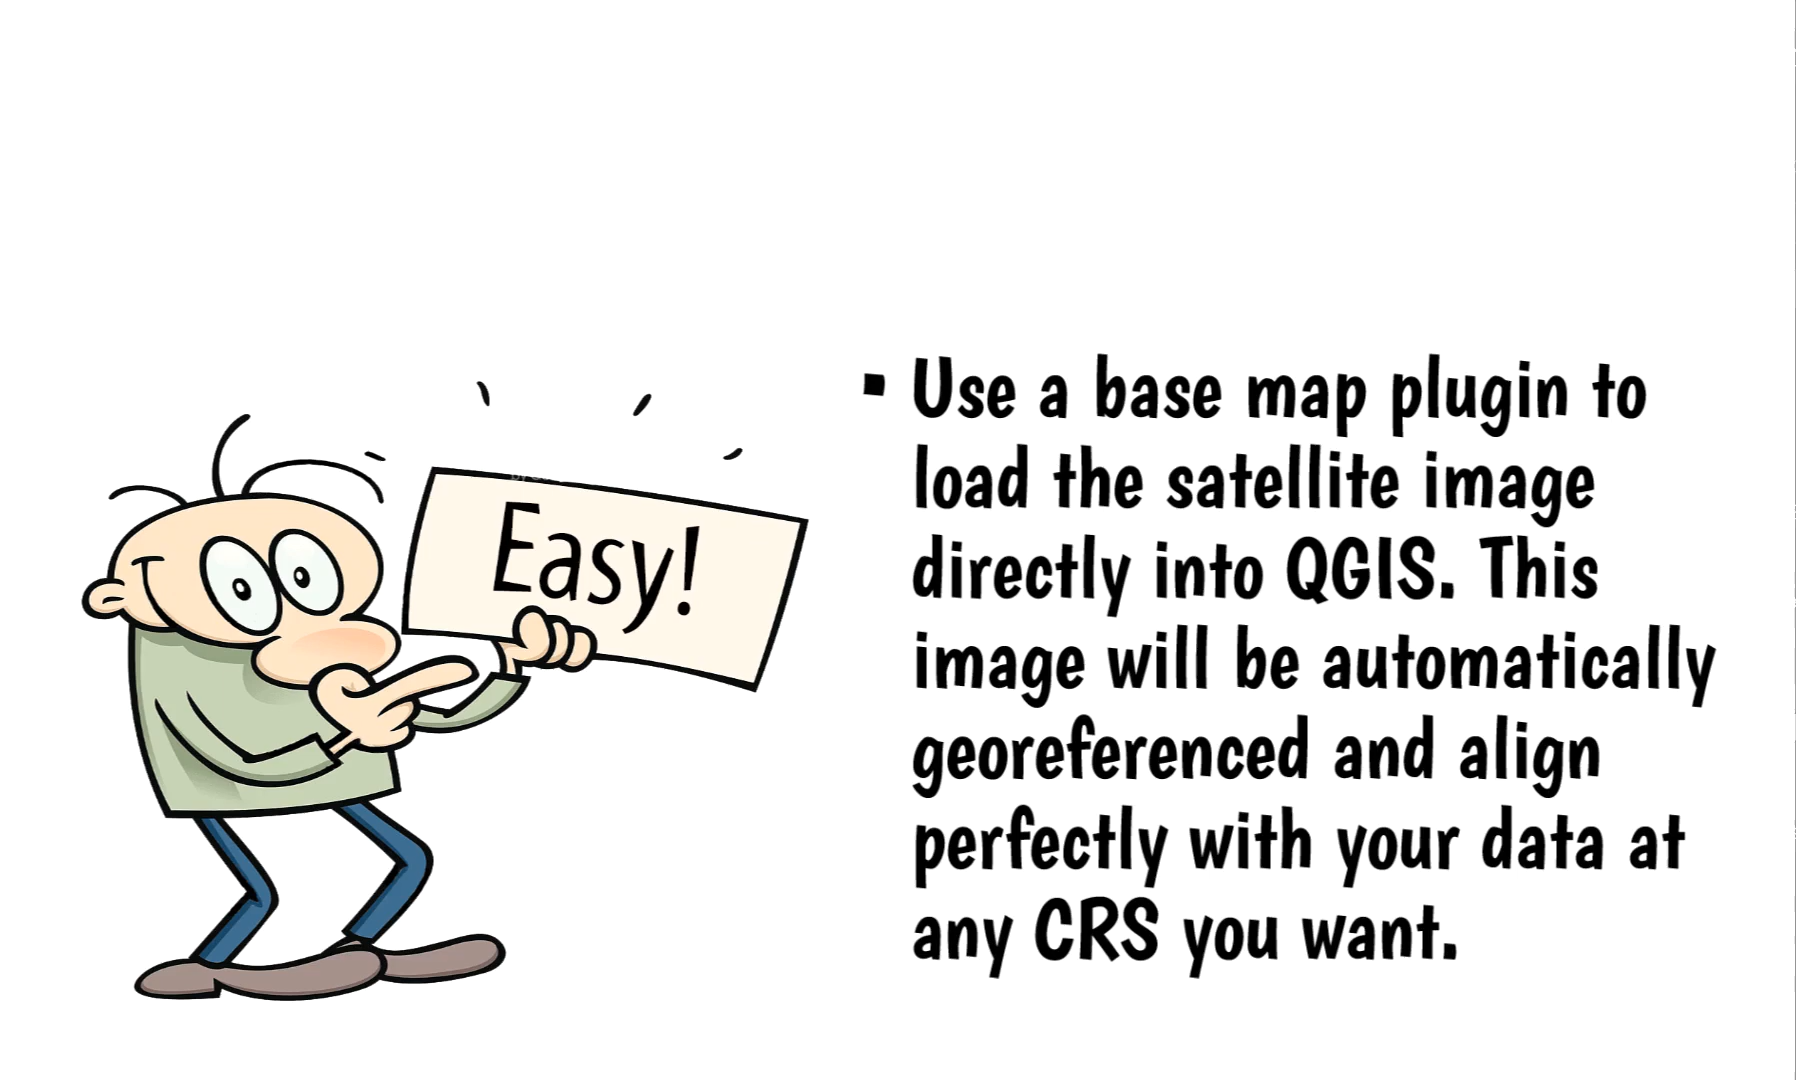 Easy!
▪ Use a base map plugin to
load the satellite image
directly into QGIS. This
image will be automatically
georeferenced and align
perfectly with your data at
any CRS you want.